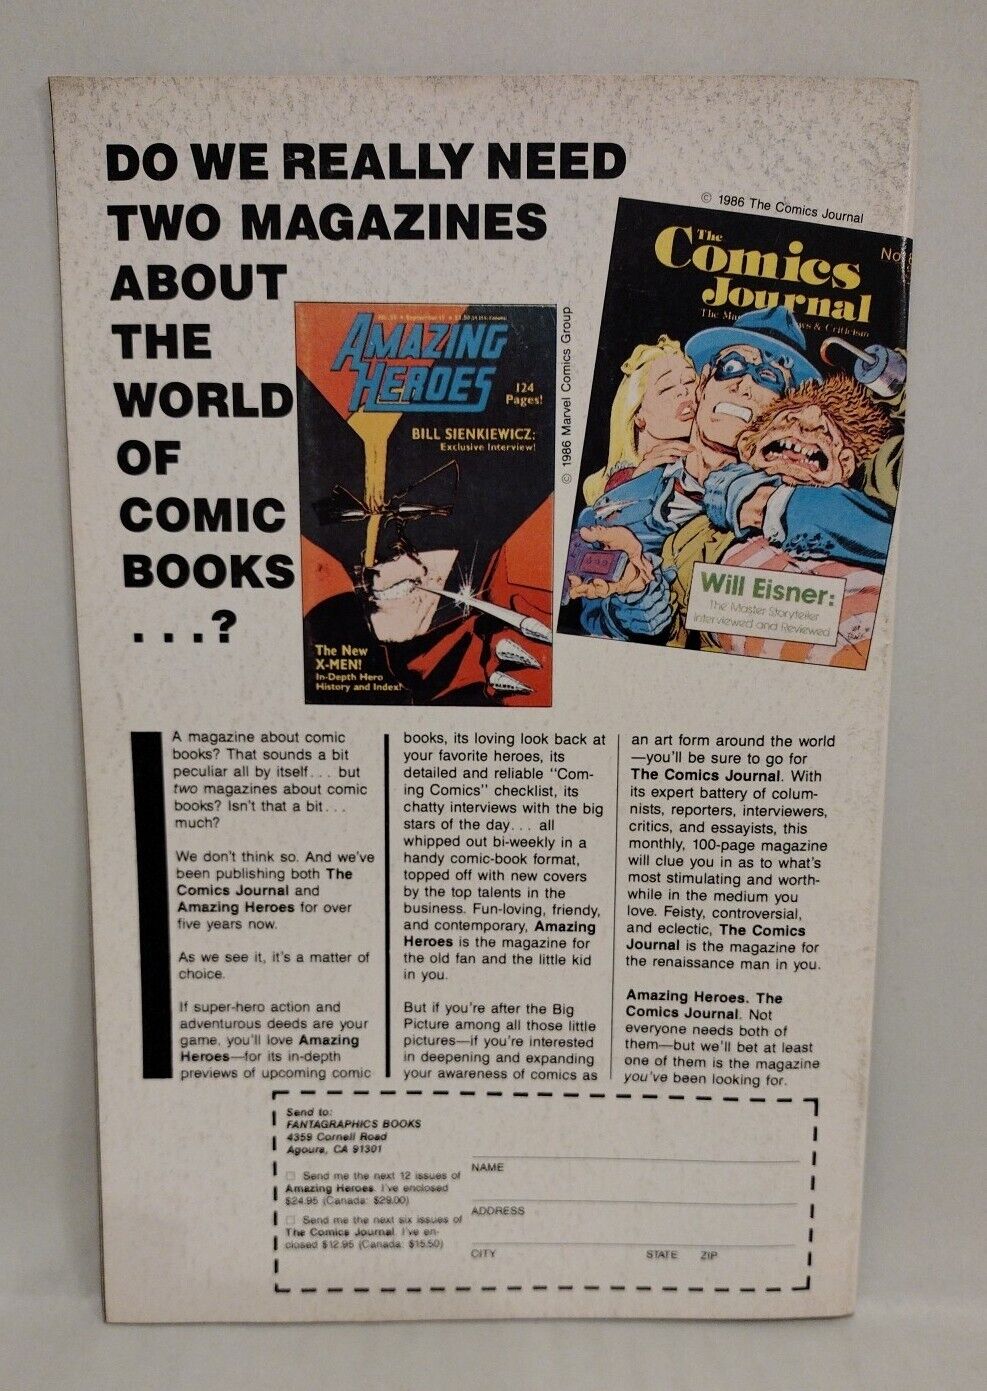 DO WE REALLY NEED
TWO MAGAZINES
ABOUT
THE
WORLD
OF
COMIC
BOOKS
...?
© 1986 The Comics Journal
The
Comics
Journal
No.
The
& Criticism
Will Eisner:
The Master Storyteller
Interviewed and Reviewed
© 1986 Marvel Comics Group
AMAZING
HEROES
124
Pages!
BILL SIENKIEWICZ:
Exclusive Interview!
The New
X-MEN!
In-Depth Hero
History and Index!
A magazine about comic
books? That sounds a bit
peculiar all by itself... but
two magazines about comic
books? Isn't that a bit...
much?
We don't think so. And we've
been publishing both The
Comics Journal and
Amazing Heroes for over
five years now.
As we see it, it's a matter of
choice.
If super-hero action and
adventurous deeds are your
game, you'll love Amazing
Heroes—for its in-depth
previews of upcoming comic
books, its loving look back at
your favorite heroes, its
detailed and reliable "Com-
ing Comics" checklist, its
chatty interviews with the big
stars of the day... all
whipped out bi-weekly in a
handy comic-book format,
topped off with new covers
by the top talents in the
business. Fun-loving, friendy,
and contemporary, Amazing
Heroes is the magazine for
the old fan and the little kid
in you.
But if you're after the Big
Picture among all those little
pictures—if you're interested
in deepening and expanding
your awareness of comics as
an art form around the world
—you'll be sure to go for
The Comics Journal. With
its expert battery of colum-
nists, reporters, interviewers,
critics, and essayists, this
monthly, 100-page magazine
will clue you in as to what's
most stimulating and worth-
while in the medium you
love. Feisty, controversial,
and eclectic, The Comics
Journal is the magazine for
the renaissance man in you.
Amazing Heroes. The
Comics Journal. Not
everyone needs both of
them—but we'll bet at least
one of them is the magazine
you've been looking for.
Send to:
FANTAGRAPHICS BOOKS
4359 Cornell Road
Agoura, CA 91301
Send me the next 12 issues of
Amazing Heroes. I've enclosed
$24.95 (Canada: $29.00)
Send me the next six issues of
The Comics Journal. I've en-
closed $12.95 (Canada: $15.50)
NAME
ADDRESS
CITY STATE ZIP